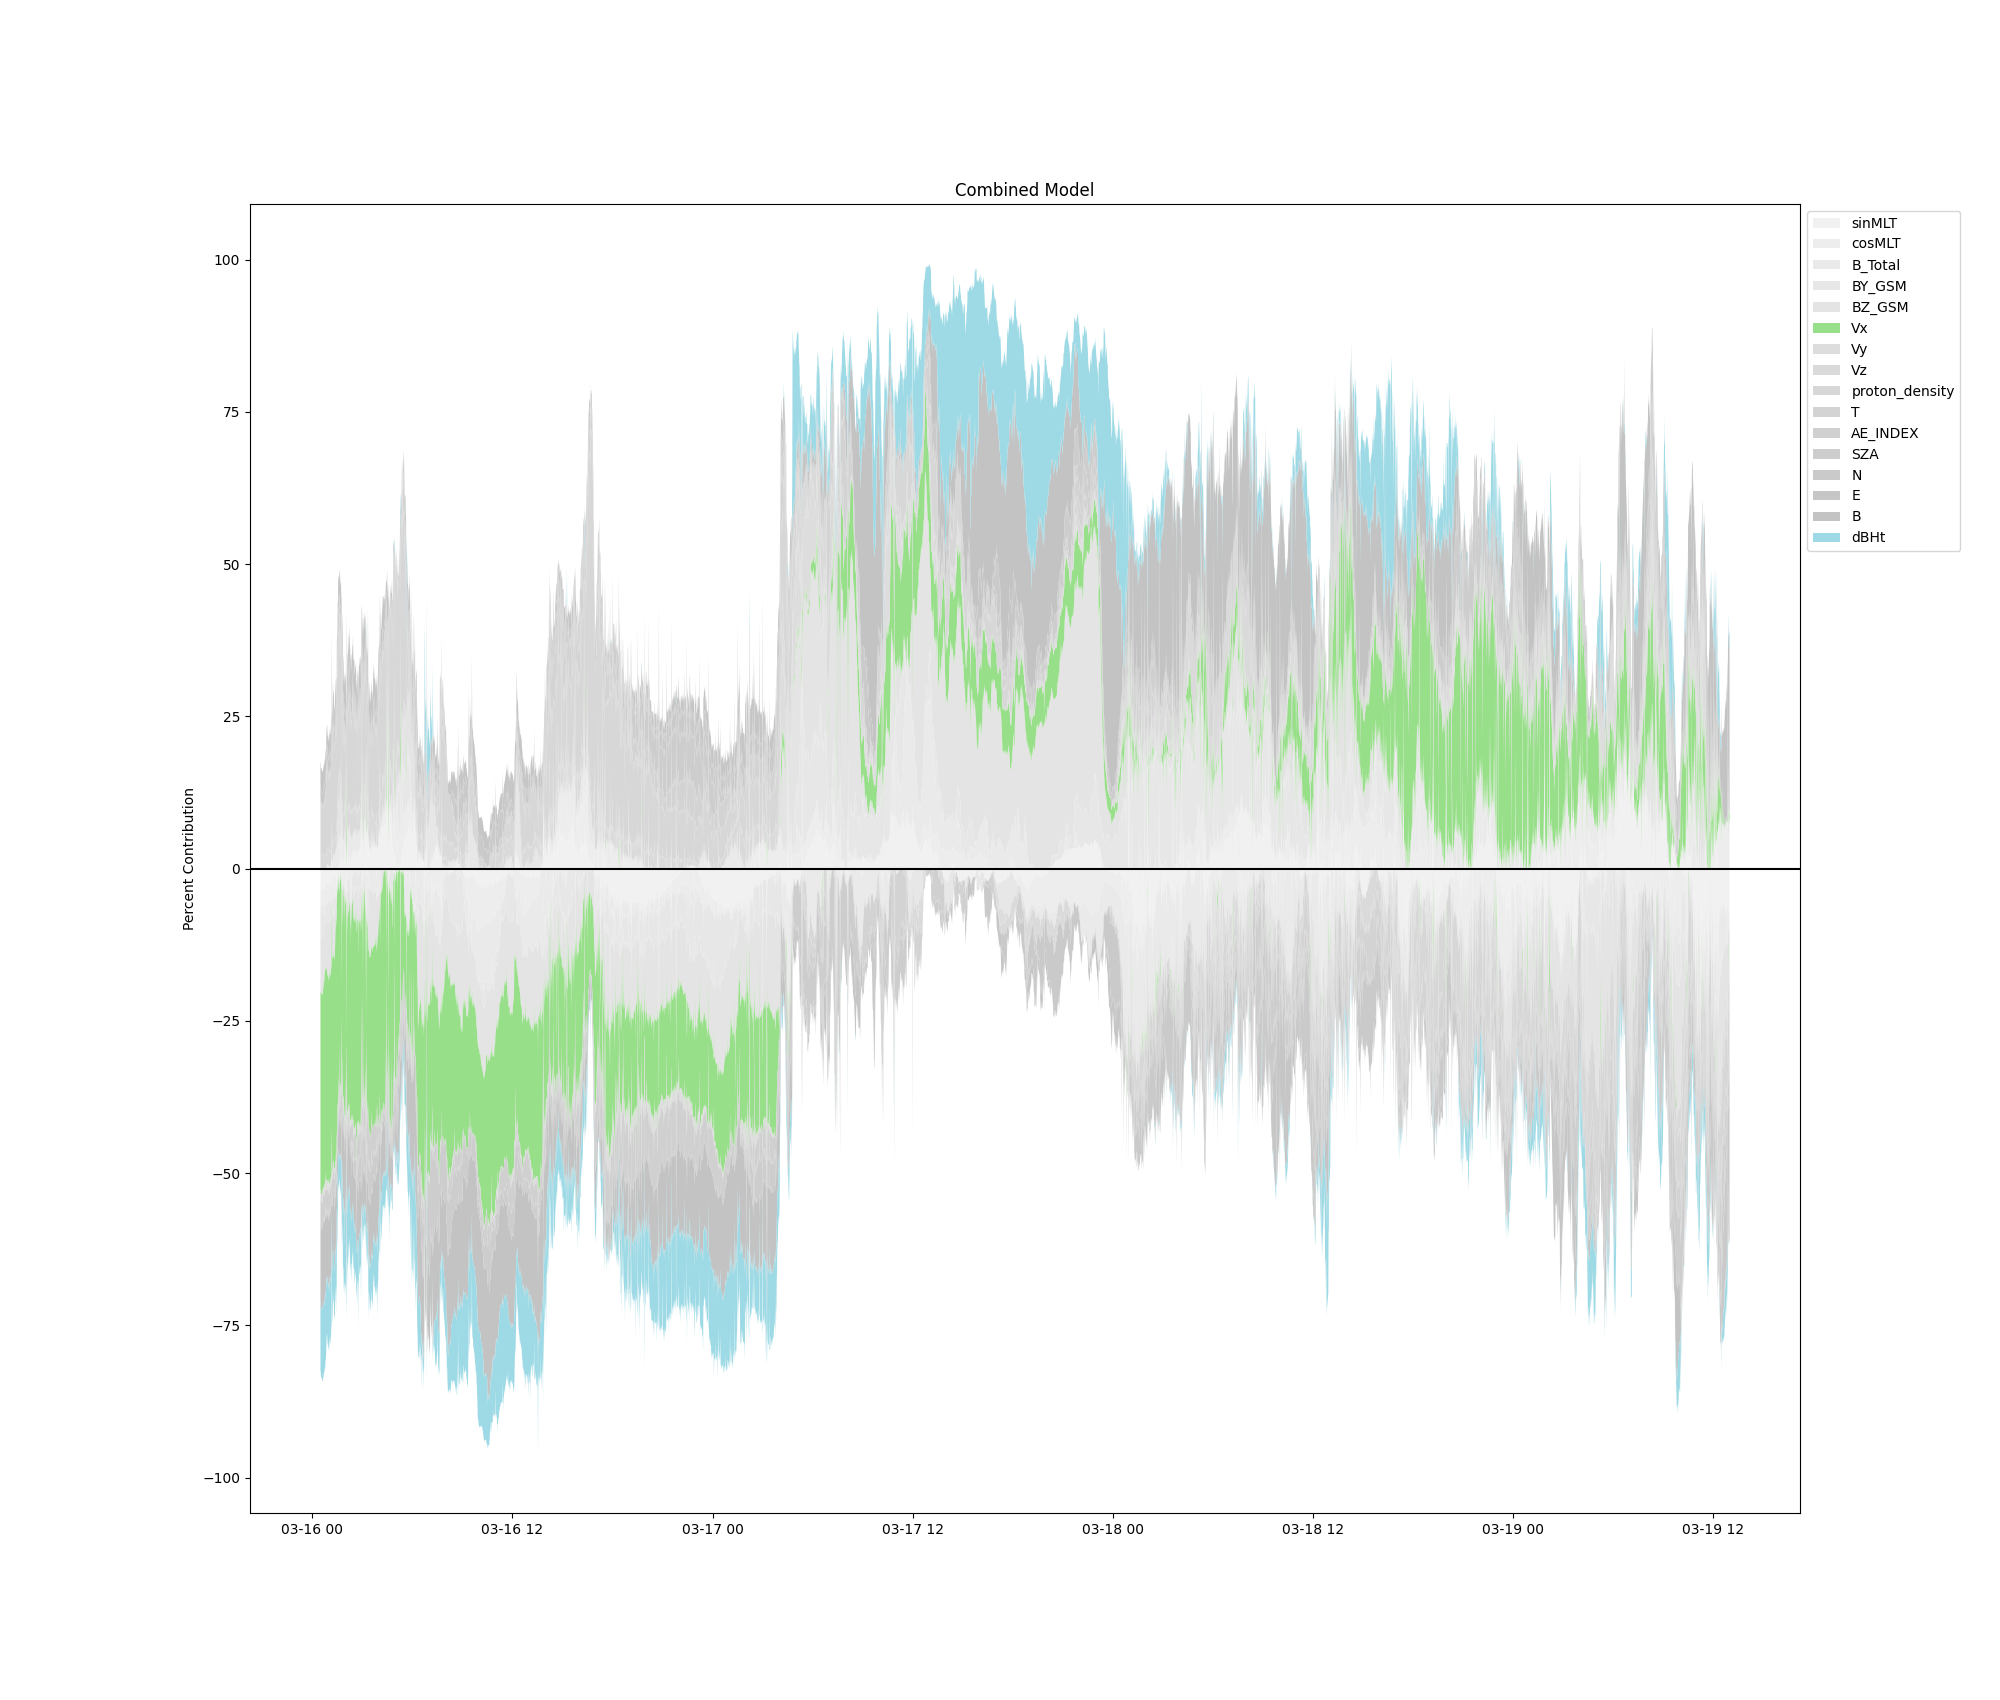 Combined Model
Percent Contribution
100
75
50
25
0
−25
−50
−75
−100
03-16 00
03-16 12
03-17 00
03-17 12
03-18 00
03-18 12
03-19 00
03-19 12
sinMLT
cosMLT
B_Total
BY_GSM
BZ_GSM
Vx
Vy
Vz
proton_density
T
AE_INDEX
SZA
N
E
B
dBHt